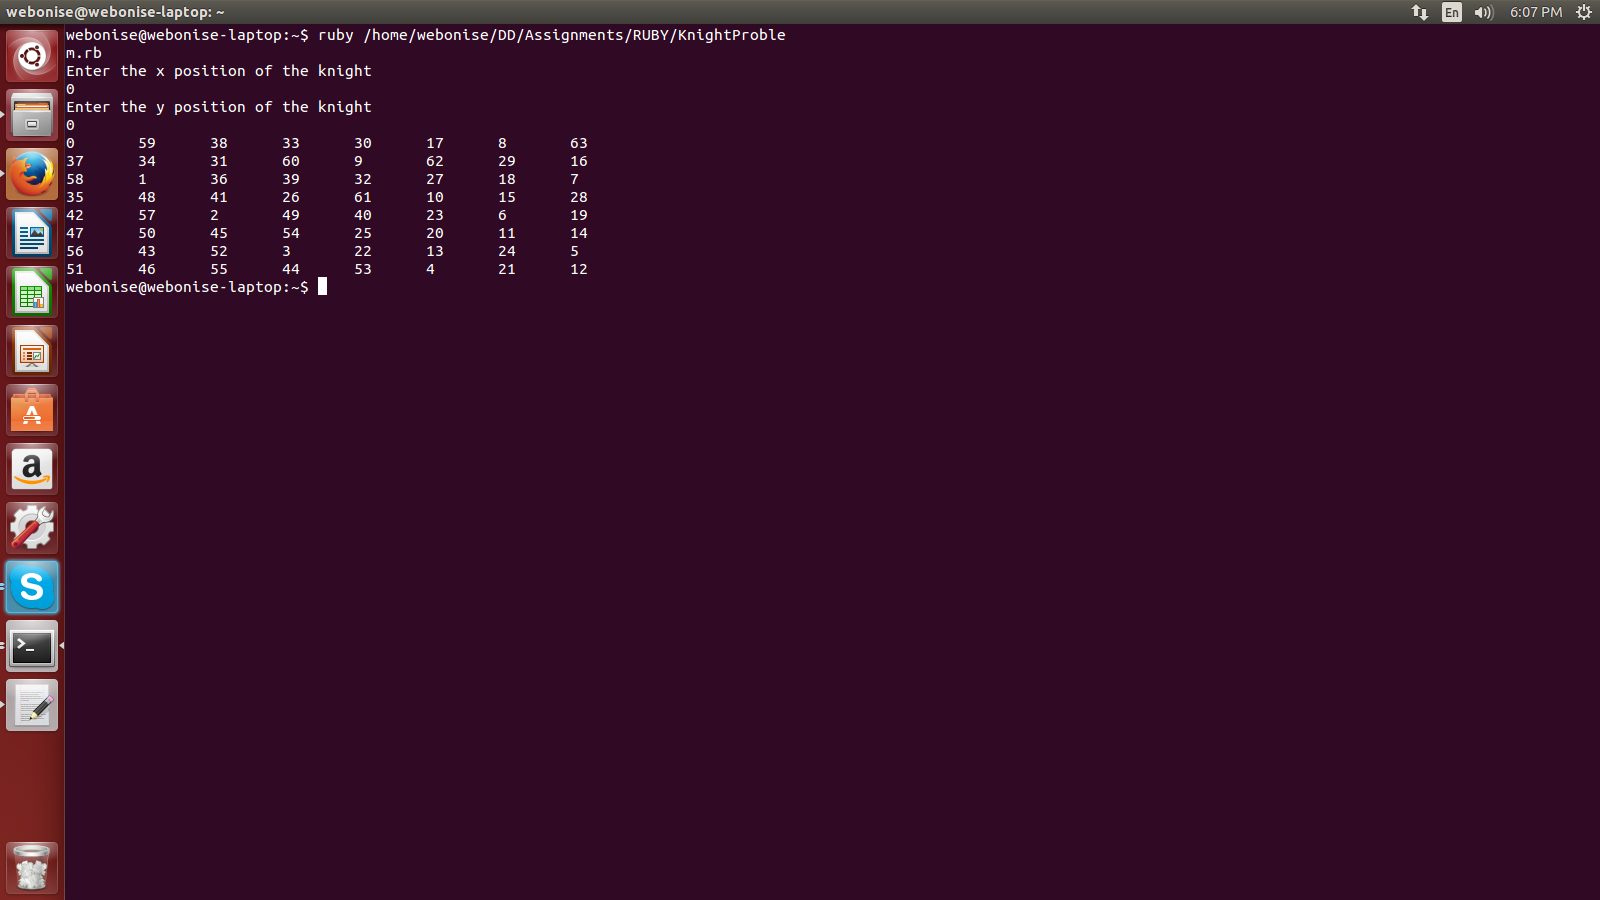 webonise@webonise-laptop: ~
En
6:07 PM
webonise@webonise-laptop:~$ ruby /home/webonise/DD/Assignments/RUBY/KnightProble
m.rb
Enter the x position of the knight
0
Enter the y position of the knight
0
0 59 38 33 30 17 8 63
37 34 31 60 9 62 29 16
58 1 36 39 32 27 18 7
35 48 41 26 61 10 15 28
42 57 2 49 40 23 6 19
47 50 45 54 25 20 11 14
56 43 52 3 22 13 24 5
51 46 55 44 53 4 21 12
webonise@webonise-laptop:~$